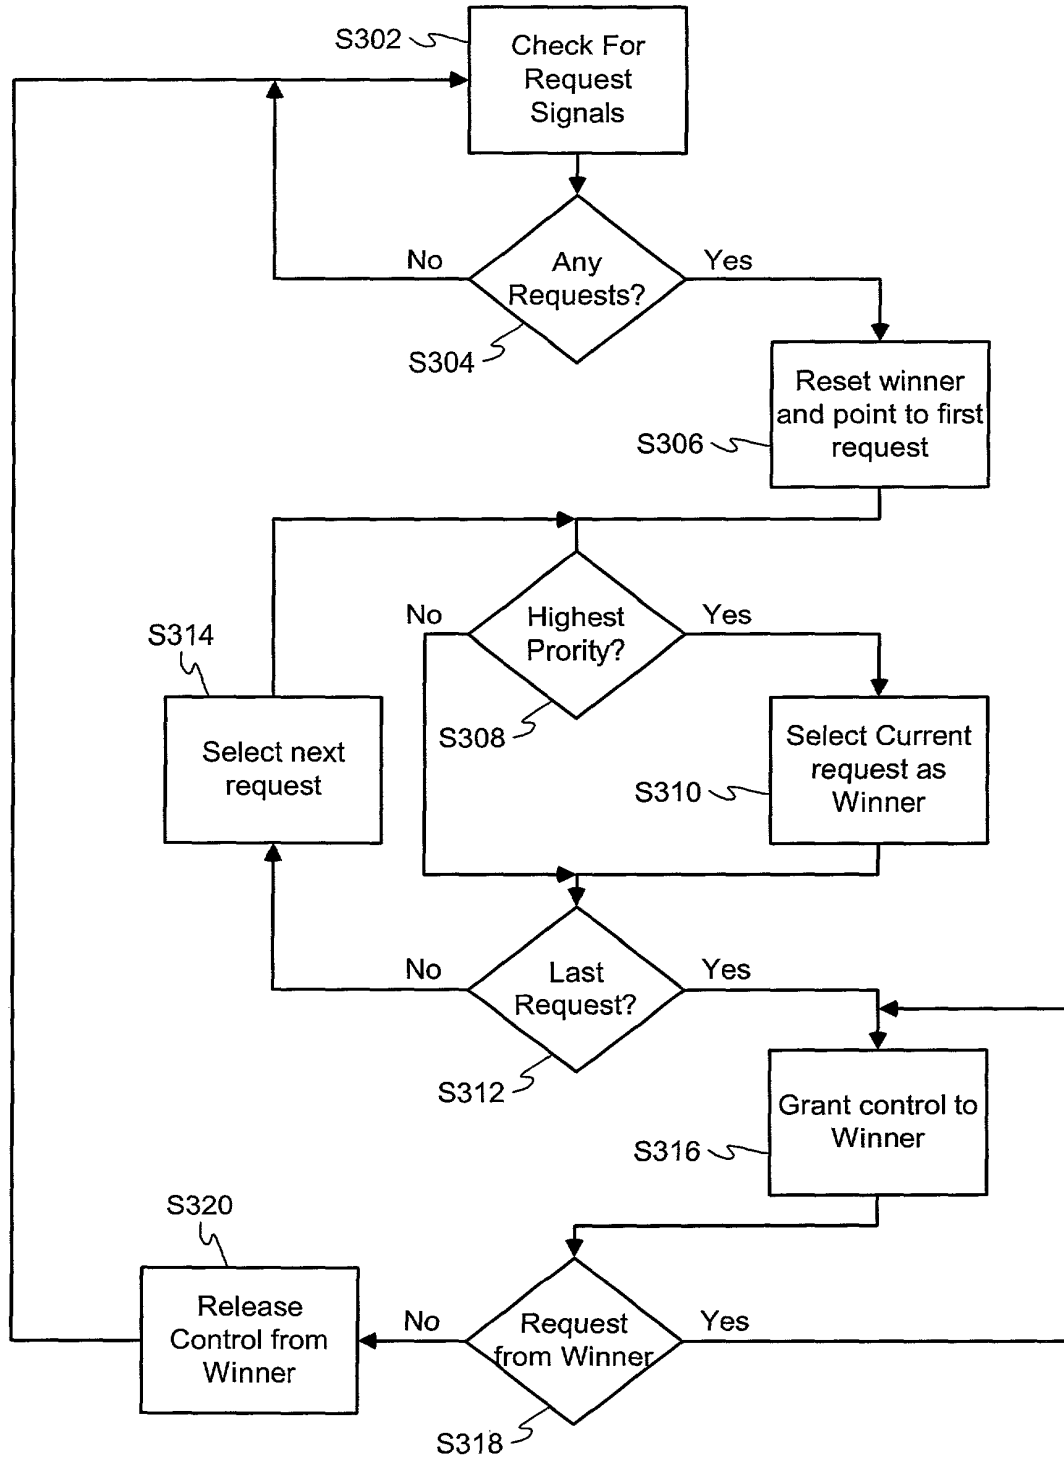 S302
Check For
Request
Signals
No
Any
Requests?
Yes
S304
Reset winner
and point to first
request
S306
No
Highest
Prority?
Yes
S314
S308
Select next
request
Select Current
request as
Winner
S310
No
Last
Request?
Yes
S312
Grant control to
Winner
S316
S320
Release
Control from
Winner
No
Request
from Winner
Yes
S318